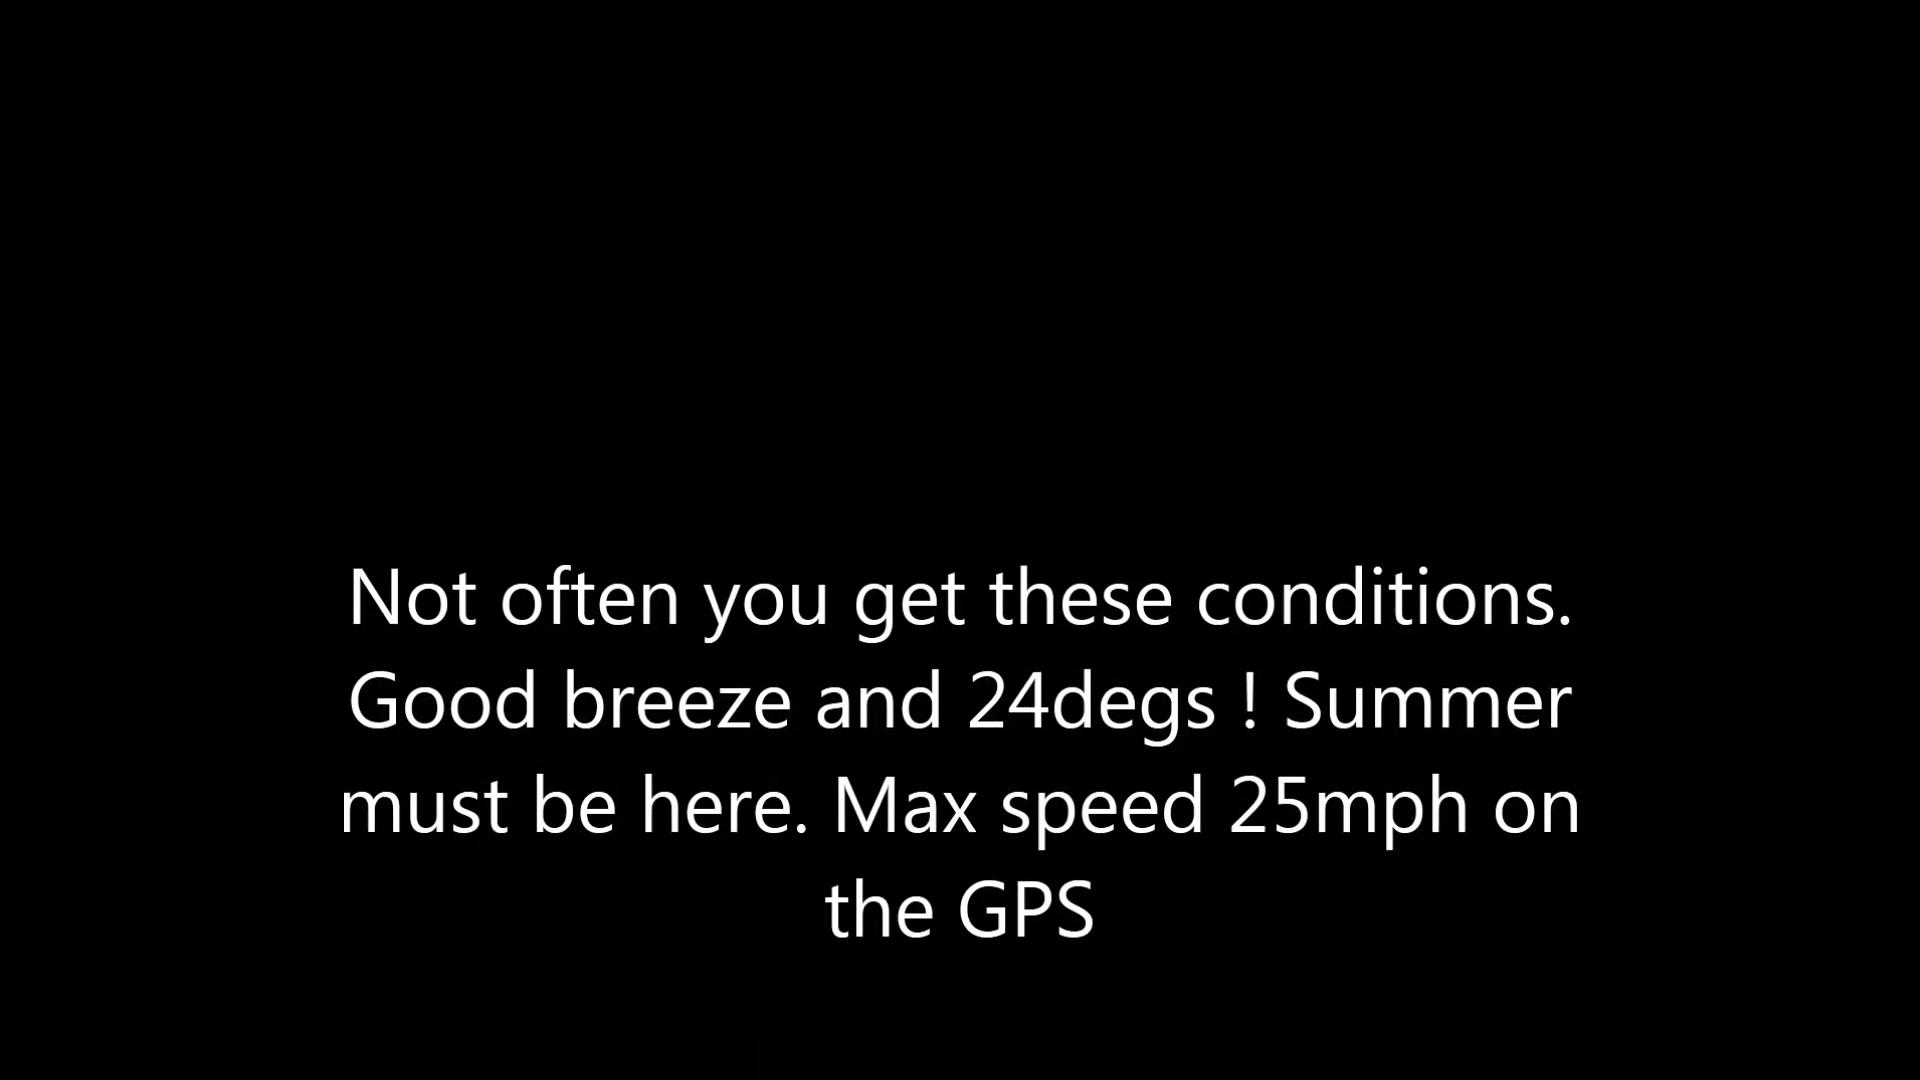 Not often you get these conditions.
Good breeze and 24degs ! Summer
must be here. Max speed 25mph on
the GPS